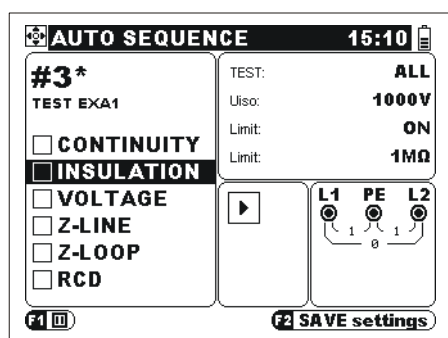 AUTO SEQUENCE 15:10
#3*
TEST EXA1
CONTINUITY
INSULATION
VOLTAGE
Z-LINE
Z-LOOP
RCD
TEST: ALL
Uiso: 1000V
Limit: ON
Limit: 1MΩ
L1 PE L2
1 1
0
F1
F2 SAVE settings